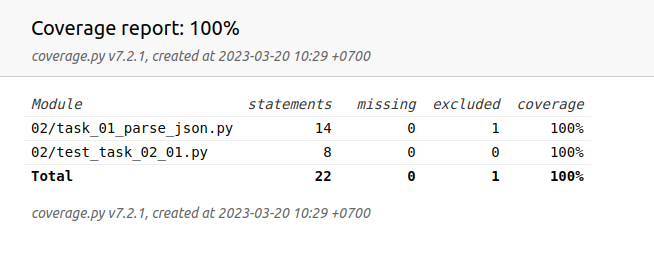 Coverage report: 100%
coverage.py v7.2.1, created at 2023-03-20 10:29 +0700
Module statements missing excluded coverage
02/task_01_parse_json.py 14 0 1 100%
02/test_task_02_01.py 8 0 0 100%
Total 22 0 1 100%
coverage.py v7.2.1, created at 2023-03-20 10:29 +0700